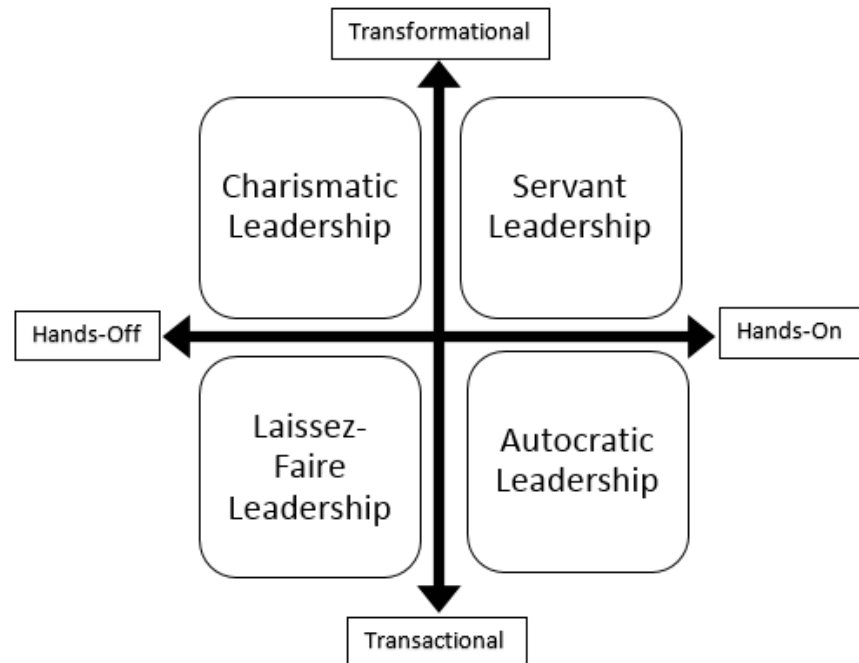 Transformational
Charismatic
Leadership
Servant
Leadership
Hands-Off
Hands-On
Laissez-
Faire
Leadership
Autocratic
Leadership
Transactional